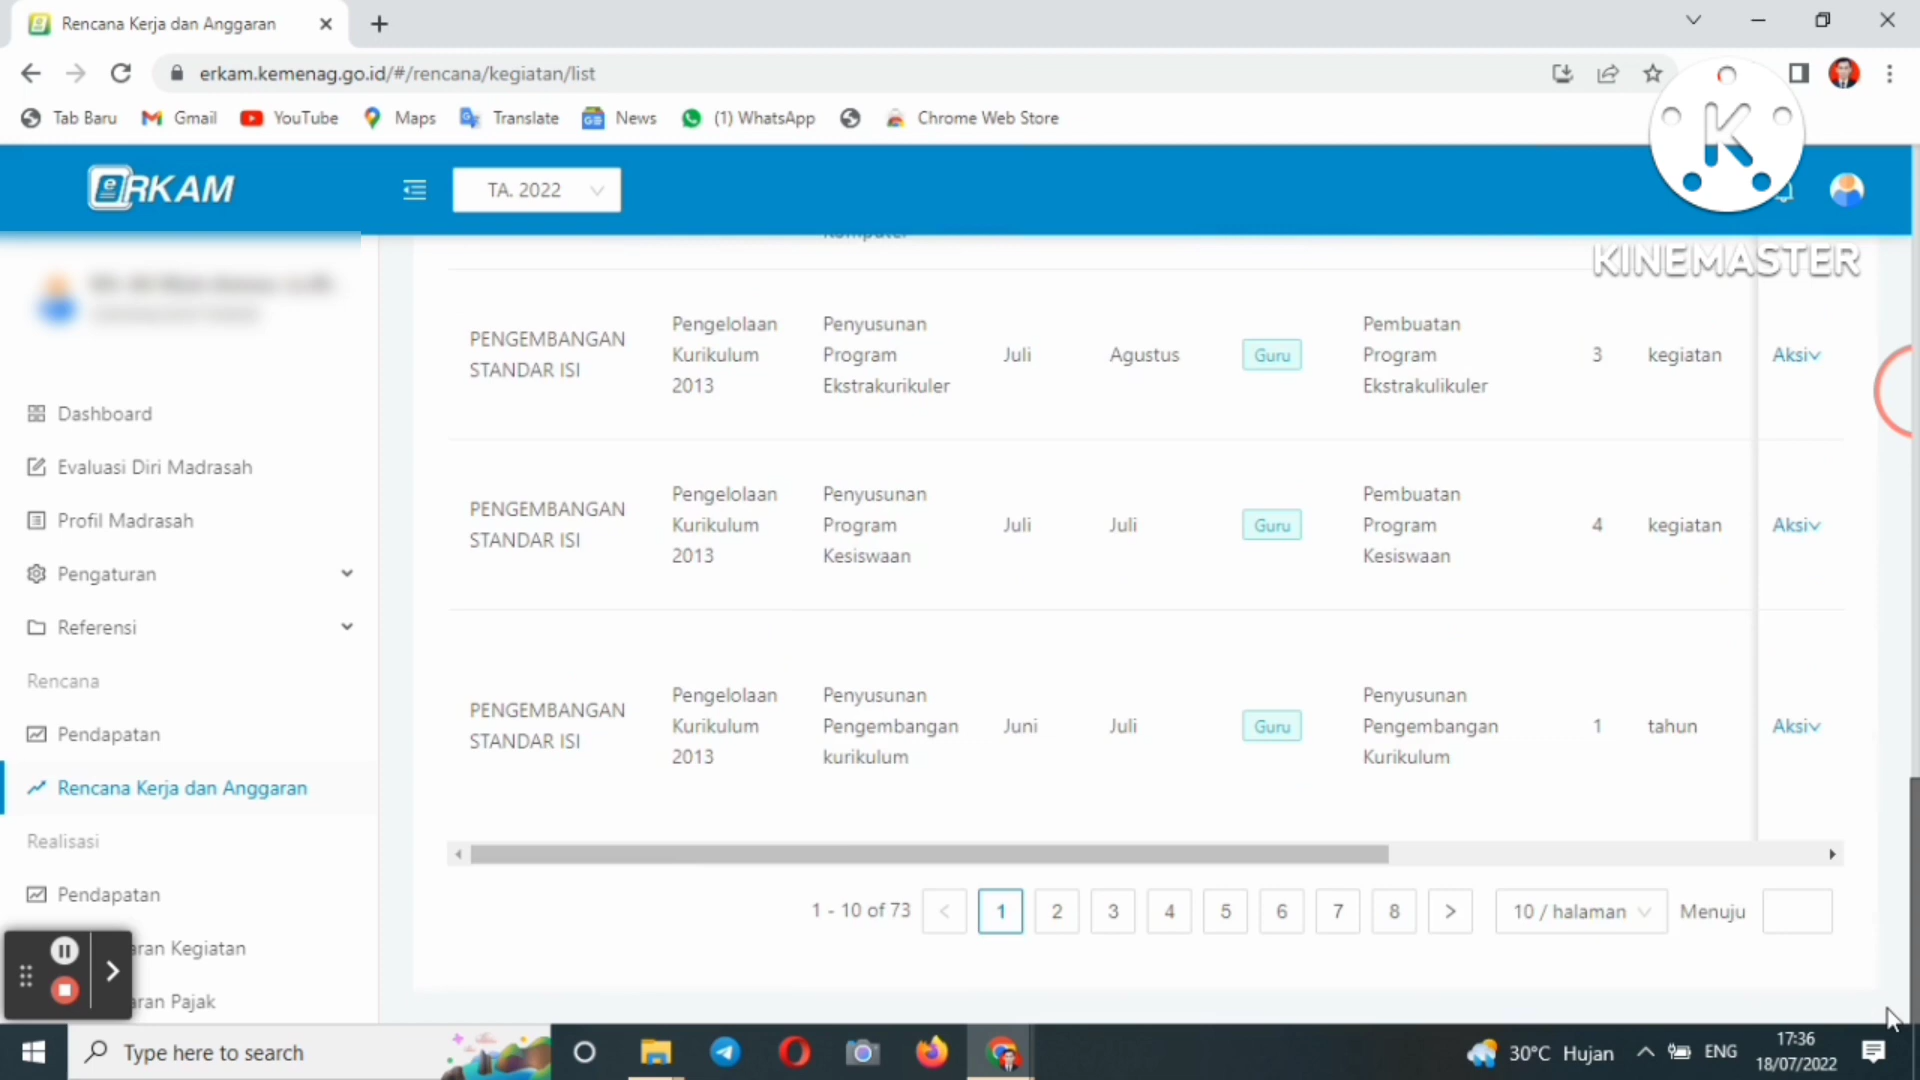 Rencana Kerja dan Anggaran
erkam.kemenag.go.id/#/rencana/kegiatan/list
Tab Baru Gmail YouTube Maps Translate News (1) WhatsApp Chrome Web Store
eRKAM TA. 2022
K
KINEMASTER
PENGEMBANGAN STANDAR ISI
Pengelolaan Kurikulum 2013
Penyusunan Program Ekstrakurikuler
Juli
Agustus
Guru
Pembuatan Program Ekstrakulikuler
3
kegiatan
Aksi
PENGEMBANGAN STANDAR ISI
Pengelolaan Kurikulum 2013
Penyusunan Program Kesiswaan
Juli
Juli
Guru
Pembuatan Program Kesiswaan
4
kegiatan
Aksi
PENGEMBANGAN STANDAR ISI
Pengelolaan Kurikulum 2013
Penyusunan Pengembangan kurikulum
Juni
Juli
Guru
Penyusunan Pengembangan Kurikulum
1
tahun
Aksi
Dashboard
Evaluasi Diri Madrasah
Profil Madrasah
Pengaturan
Referensi
Rencana
Pendapatan
Rencana Kerja dan Anggaran
Realisasi
Pendapatan
aran Kegiatan
aran Pajak
1 - 10 of 73 < 1 2 3 4 5 6 7 8 > 10 / halaman Menuju
Type here to search
30°C Hujan ENG
17:36
18/07/2022